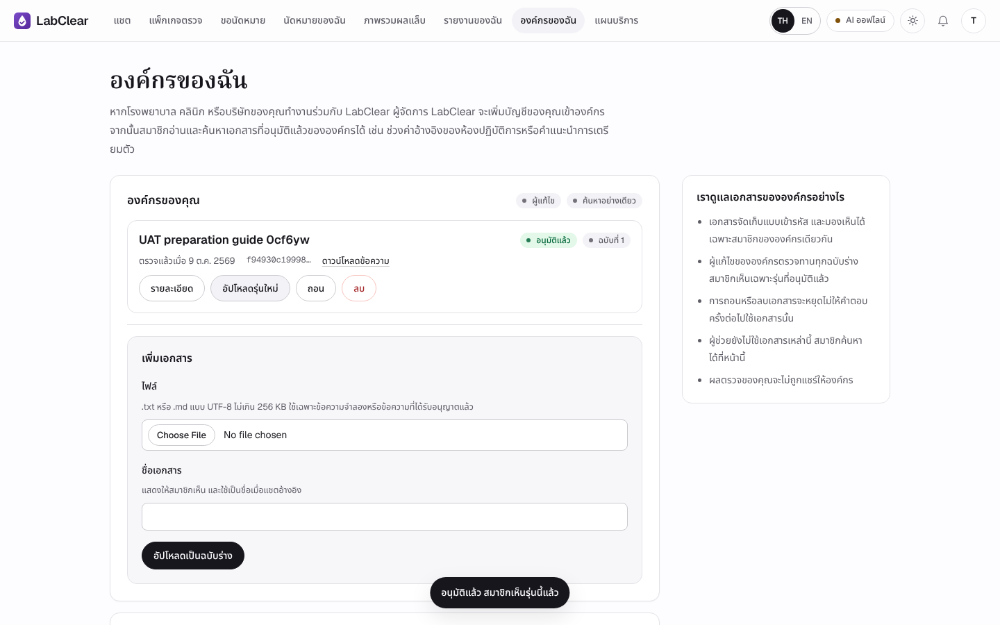 LabClear
แชต
แพ็กเกจตรวจ
ขอนัดหมาย
นัดหมายของฉัน
ภาพรวมผลแล็บ
รายงานของฉัน
องค์กรของฉัน
แผนบริการ
TH
EN
AI ออฟไลน์
T
องค์กรของฉัน
หากโรงพยาบาล คลินิก หรือบริษัทของคุณทำงานร่วมกับ LabClear ผู้จัดการ LabClear จะเพิ่มบัญชีของคุณเข้าองค์กร
จากนั้นสมาชิกอ่านและค้นหาเอกสารที่อนุมัติแล้วขององค์กรได้ เช่น ช่วงค่าอ้างอิงของห้องปฏิบัติการหรือคำแนะนำการเตรี
ยมตัว
องค์กรของคุณ
ผู้แก้ไข
ค้นหาอย่างเดียว
UAT preparation guide 0cf6yw
อนุมัติแล้ว
ฉบับที่ 1
ตรวจแล้วเมื่อ 9 ต.ค. 2569
f94930c19998…
ดาวน์โหลดข้อความ
รายละเอียด
อัปโหลดรุ่นใหม่
ถอน
ลบ
เพิ่มเอกสาร
ไฟล์
.txt หรือ .md แบบ UTF-8 ไม่เกิน 256 KB ใช้เฉพาะข้อความจำลองหรือข้อความที่ได้รับอนุญาตแล้ว
Choose File
No file chosen
ชื่อเอกสาร
แสดงให้สมาชิกเห็น และใช้เป็นชื่อเมื่อแชตอ้างอิง
อัปโหลดเป็นฉบับร่าง
อนุมัติแล้ว สมาชิกเห็นรุ่นนี้แล้ว
เราดูแลเอกสารขององค์กรอย่างไร
เอกสารจัดเก็บแบบเข้ารหัส และมองเห็นได้
เฉพาะสมาชิกขององค์กรเดียวกัน
ผู้แก้ไขขององค์กรตรวจทานทุกฉบับร่าง
สมาชิกเห็นเฉพาะรุ่นที่อนุมัติแล้ว
การถอนหรือลบเอกสารจะหยุดไม่ให้คำตอบ
ครั้งต่อไปใช้เอกสารนั้น
ผู้ช่วยยังไม่ใช้เอกสารเหล่านี้ สมาชิกค้นหา
ได้ที่หน้านี้
ผลตรวจของคุณจะไม่ถูกแชร์ให้องค์กร